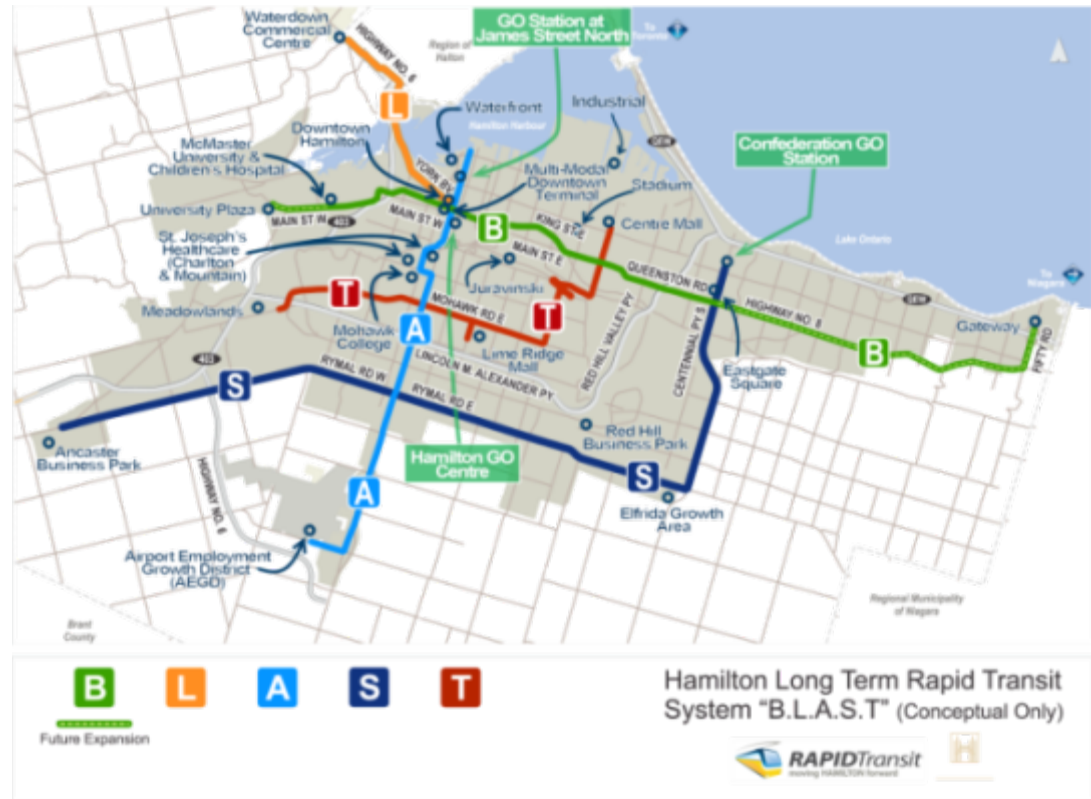 Waterdown
Commercial
Centre
HIGHWAY NO. 6
Region of
Halton
GO Station at
James Street North
To
Toronto
L
Waterfront
Industrial
Hamilton Harbour
QEW
Downtown
Hamilton
McMaster
University &
Children's Hospital
YORK BV
Multi-Modal
Downtown
Terminal
Stadium
Confederation GO
Station
University Plaza
MAIN ST W
403
MAIN ST W
B
KING ST E
Centre Mall
Lake Ontario
St. Joseph's
Healthcare
(Charlton
& Mountain)
MAIN ST E
Juravinski
QUEENSTON RD
To
Niagara
QEW
Meadowlands
T
MOHAWK RD E
T
HIGHWAY NO. 8
Gateway
Mohawk
College
A
Lime Ridge
Mall
RED HILL VALLEY PY
CENTENNIAL PY S
B
FIFTY RD
403
LINCOLN M. ALEXANDER PY
Eastgate
Square
S
RYMAL RD W
RYMAL RD E
Red Hill
Business Park
Ancaster
Business Park
Hamilton GO
Centre
HIGHWAY NO. 6
A
S
Elfrida Growth
Area
Airport Employment
Growth District
(AEGD)
Brant
County
Regional Municipality
of Niagara
B L A S T
Future Expansion
Hamilton Long Term Rapid Transit
System “B.L.A.S.T” (Conceptual Only)
RAPIDTransit
moving HAMILTON forward